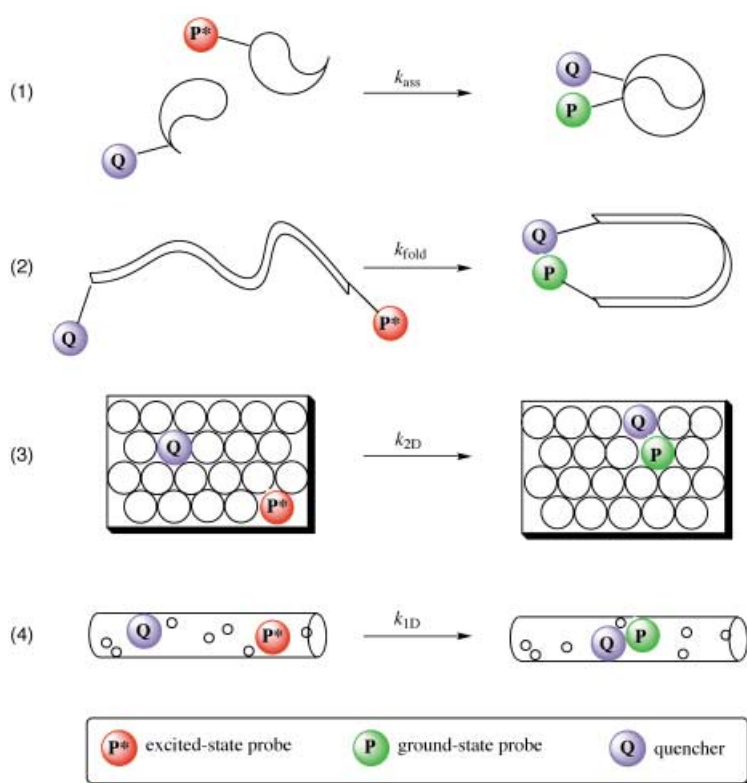 P*
(1) Q k_ass Q P
(2) Q P* k_fold Q P
(3) Q P* k_2D Q P
(4) Q P* k_1D Q P
P* excited-state probe P ground-state probe Q quencher